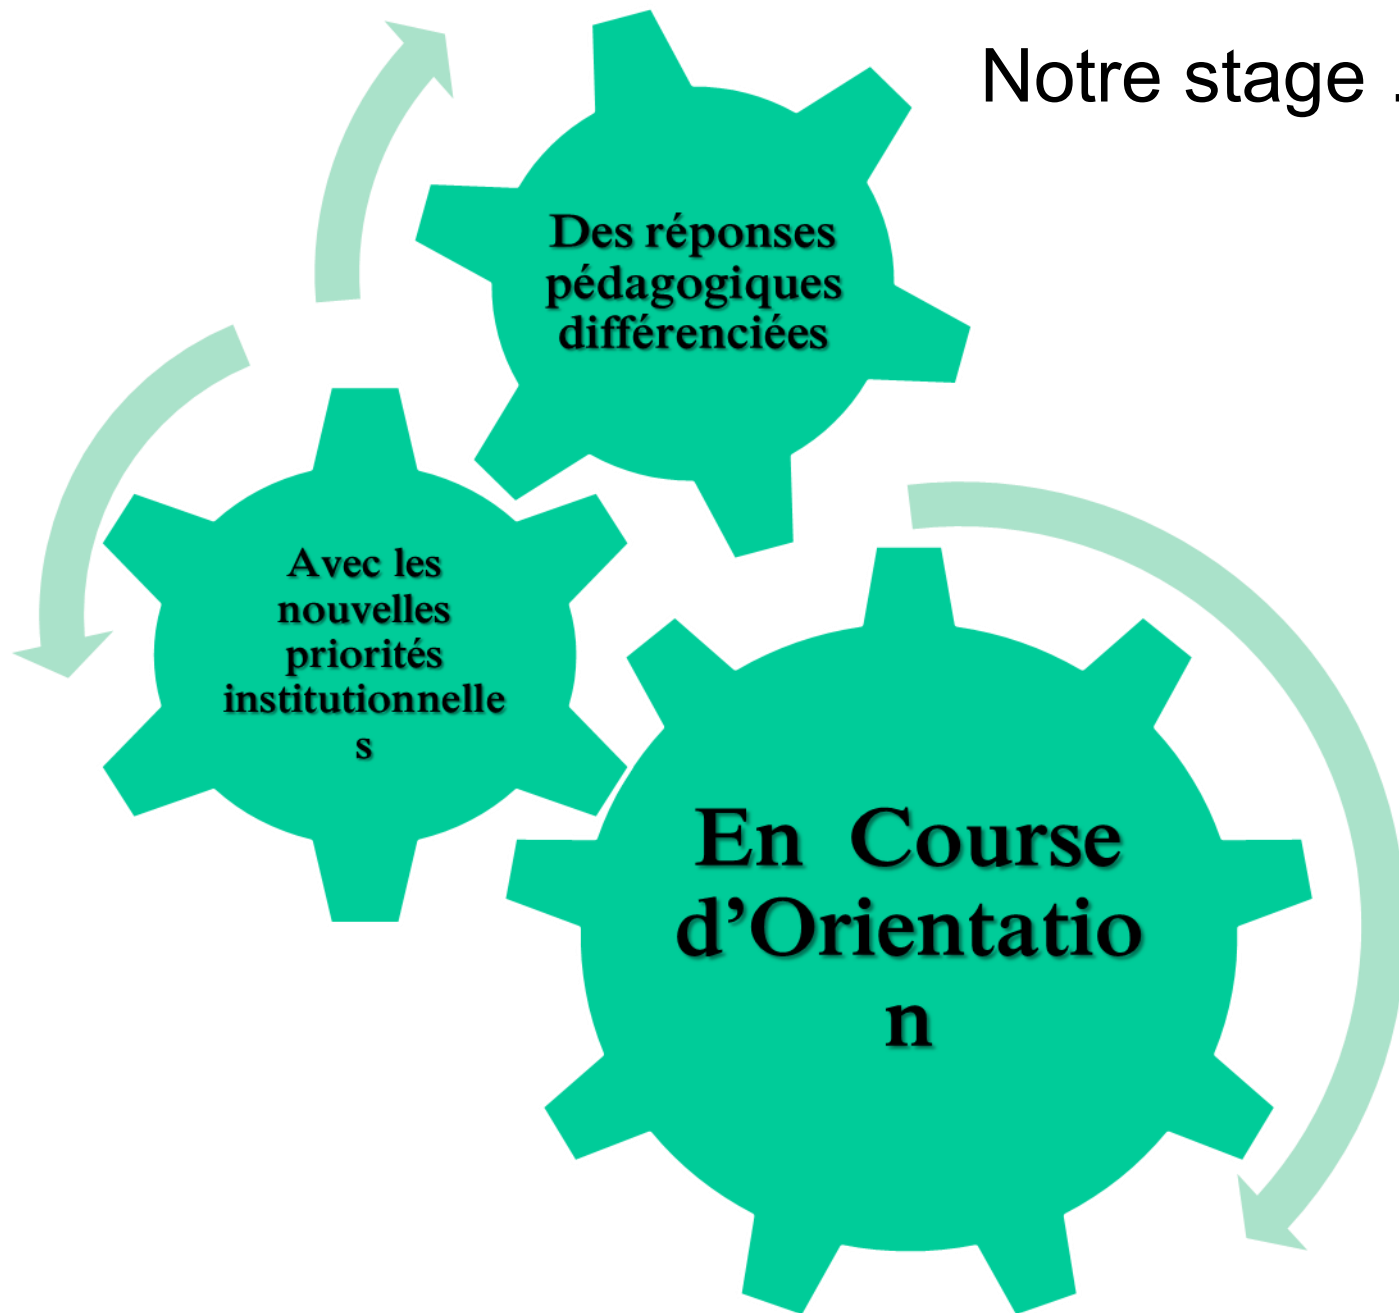 Notre stage .
Des réponses
pédagogiques
différenciées
Avec les
nouvelles
priorités
institutionnelle
s
En Course
d’Orientatio
n